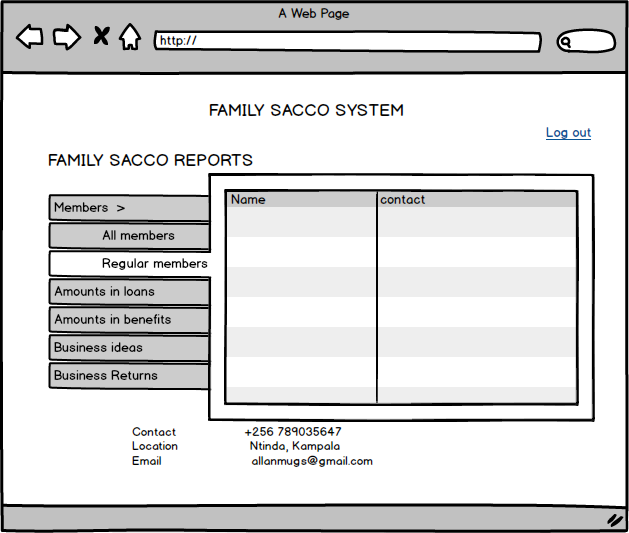 A Web Page
http://
FAMILY SACCO SYSTEM
Log out
FAMILY SACCO REPORTS
Members >
All members
Regular members
Amounts in loans
Amounts in benefits
Business ideas
Business Returns
Name contact
Contact +256 789035647
Location Ntinda, Kampala
Email allanmugs@gmail.com